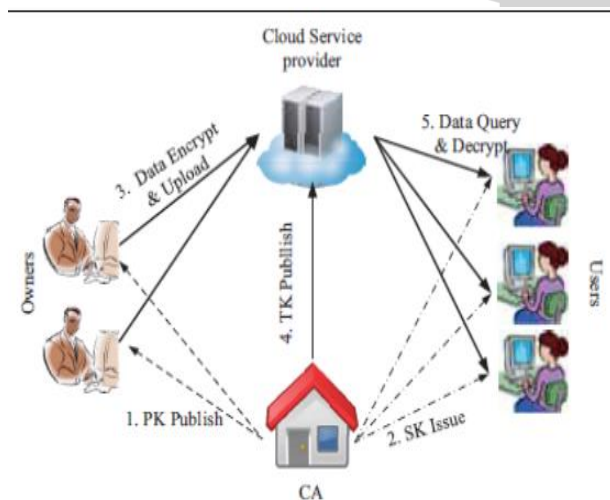 Cloud Service
provider
5. Data Query
& Decrypt
3. Data Encrypt
& Upload
Owners
Users
4. TK Publlish
1. PK Publish
2. SK Issue
CA